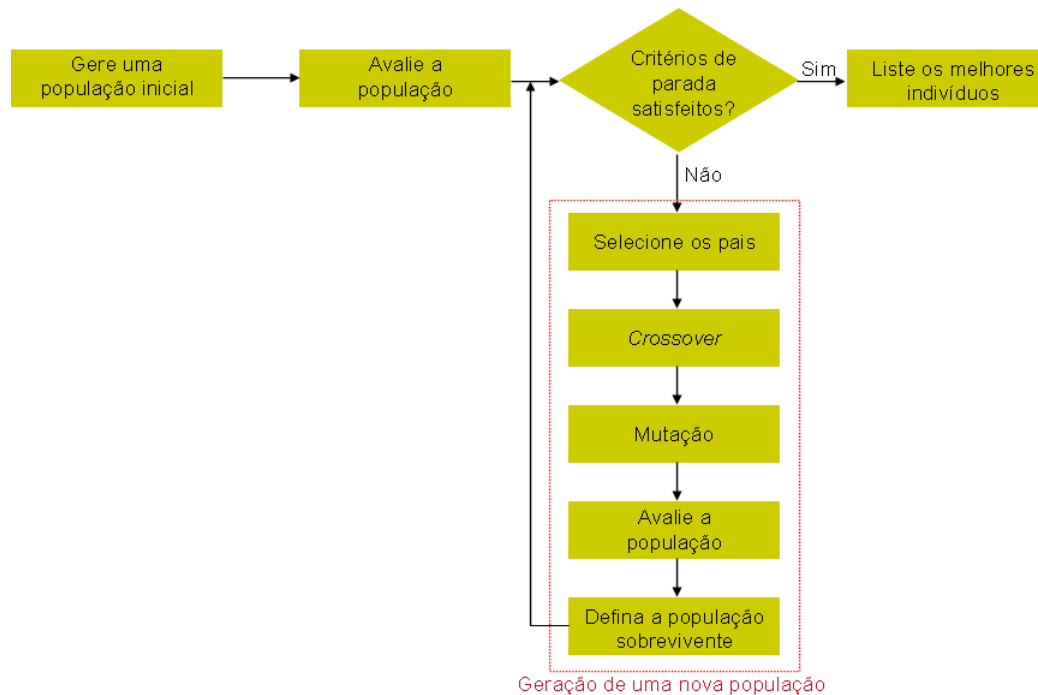 Gere uma
população inicial
Avalie a
população
Critérios de
parada
satisfeitos?
Sim
Liste os melhores
indivíduos
Não
Selecione os pais
Crossover
Mutação
Avalie a
população
Defina a população
sobrevivente
Geração de uma nova população